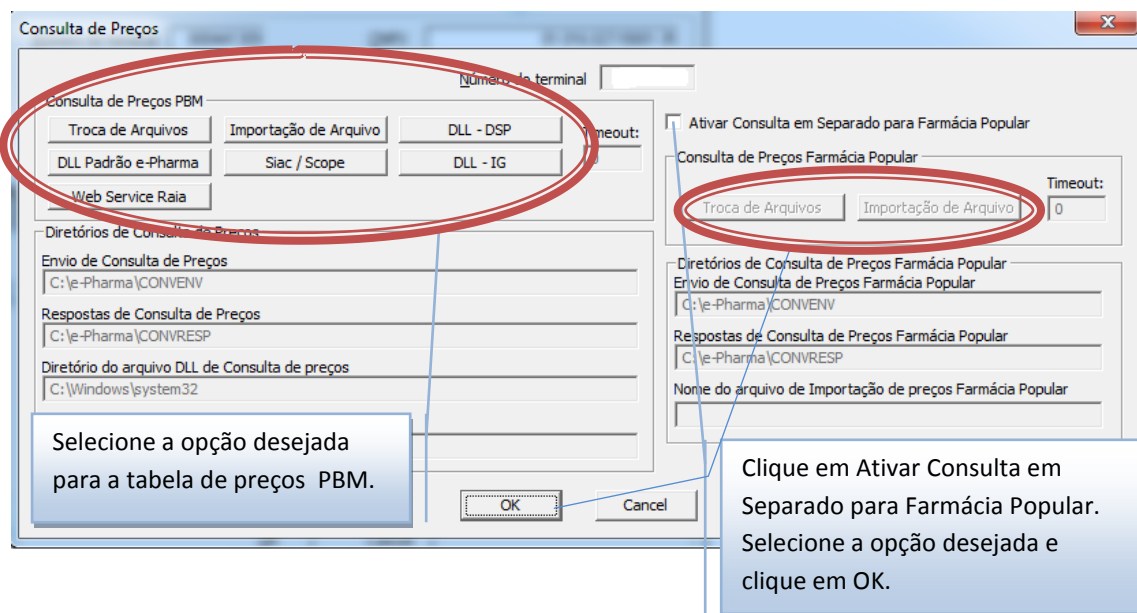 Consulta de Preços
Número do terminal
Consulta de Preços PBM
Troca de Arquivos
Importação de Arquivo
DLL - DSP
Timeout:
DLL Padrão e-Pharma
Siac / Scope
DLL - IG
Web Service Raia
Diretórios de Consulta de Preços
Envio de Consulta de Preços
C:\e-Pharma\CONVENV
Respostas de Consulta de Preços
C:\e-Pharma\CONVRESP
Diretório do arquivo DLL de Consulta de preços
C:\Windows\system32
Selecione a opção desejada
para a tabela de preços PBM.
Ativar Consulta em Separado para Farmácia Popular
Consulta de Preços Farmácia Popular
Timeout:
Troca de Arquivos
Importação de Arquivo
0
Diretórios de Consulta de Preços Farmácia Popular
Envio de Consulta de Preços Farmácia Popular
C:\e-Pharma\CONVENV
Respostas de Consulta de Preços Farmácia Popular
C:\e-Pharma\CONVRESP
Nome do arquivo de Importação de preços Farmácia Popular
OK
Cancel
Clique em Ativar Consulta em
Separado para Farmácia Popular.
Selecione a opção desejada e
clique em OK.